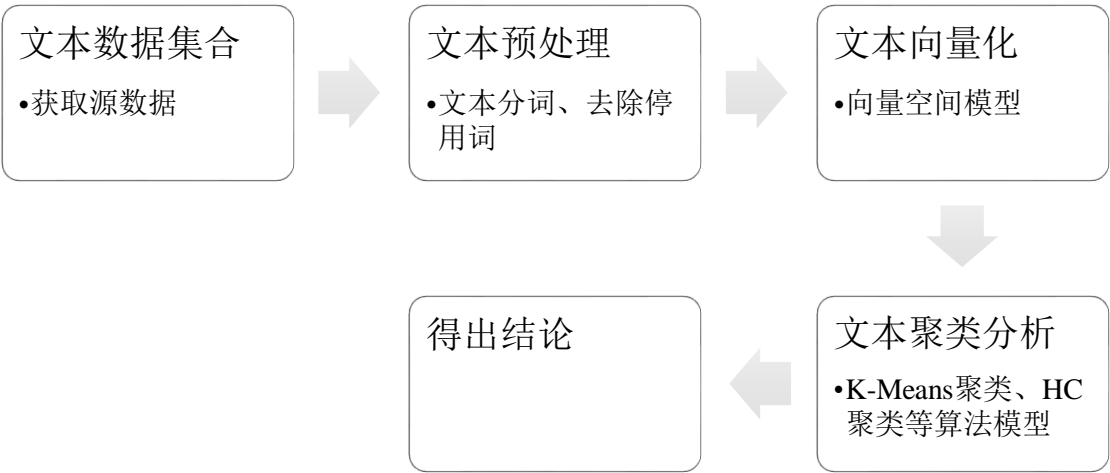 文本数据集合
•获取源数据
文本预处理
•文本分词、去除停
用词
文本向量化
•向量空间模型
文本聚类分析
•K-Means聚类、HC
聚类等算法模型
得出结论